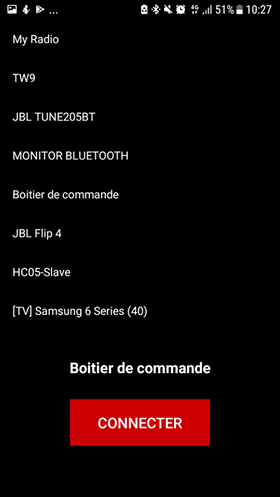 ... 4G 51% 10:27
My Radio
TW9
JBL TUNE205BT
MONITOR BLUETOOTH
Boitier de commande
JBL Flip 4
HC05-Slave
[TV] Samsung 6 Series (40)
Boitier de commande
CONNECTER